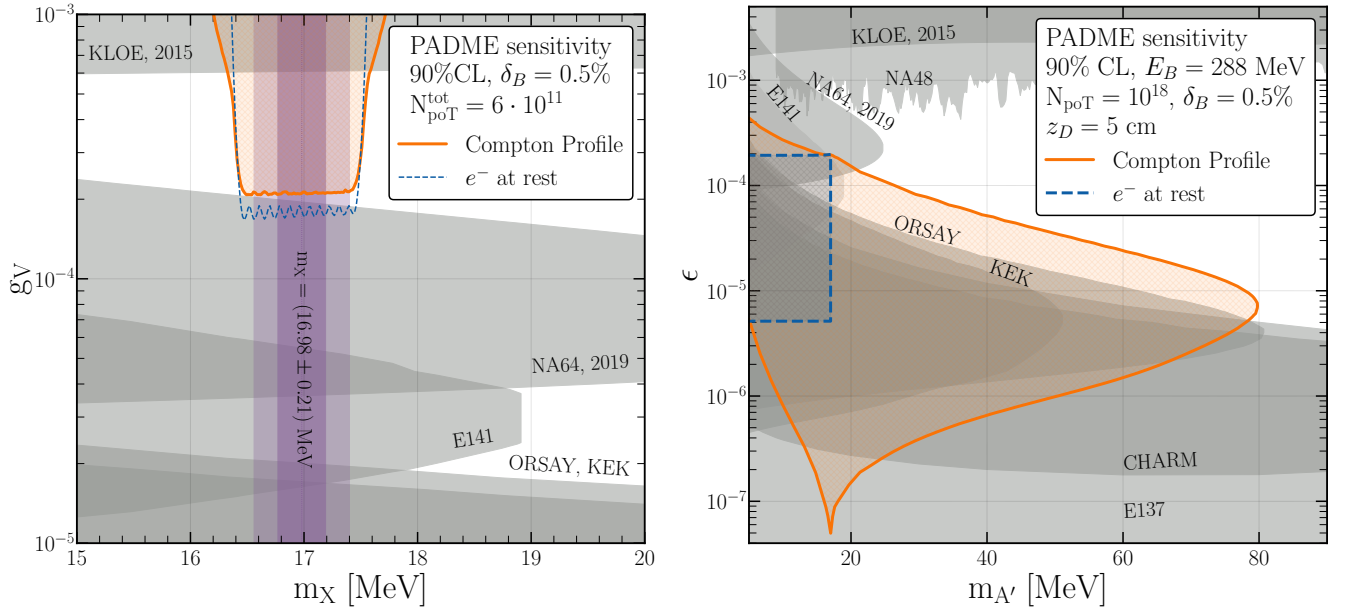 10⁻³
10⁻⁴
10⁻⁵
g_V
15
16
17
18
19
20
m_X [MeV]
KLOE, 2015
PADME sensitivity
90%CL, δ_B = 0.5%
N_poT^tot = 6 · 10¹¹
Compton Profile
e⁻ at rest
m_X = (16.98 ± 0.21) MeV
NA64, 2019
E141
ORSAY, KEK
10⁻³
10⁻⁴
10⁻⁵
10⁻⁶
10⁻⁷
ϵ
20
40
60
80
m_A′ [MeV]
KLOE, 2015
NA48
NA64, 2019
E141
PADME sensitivity
90% CL, E_B = 288 MeV
N_poT = 10¹⁸, δ_B = 0.5%
z_D = 5 cm
Compton Profile
e⁻ at rest
ORSAY
KEK
CHARM
E137